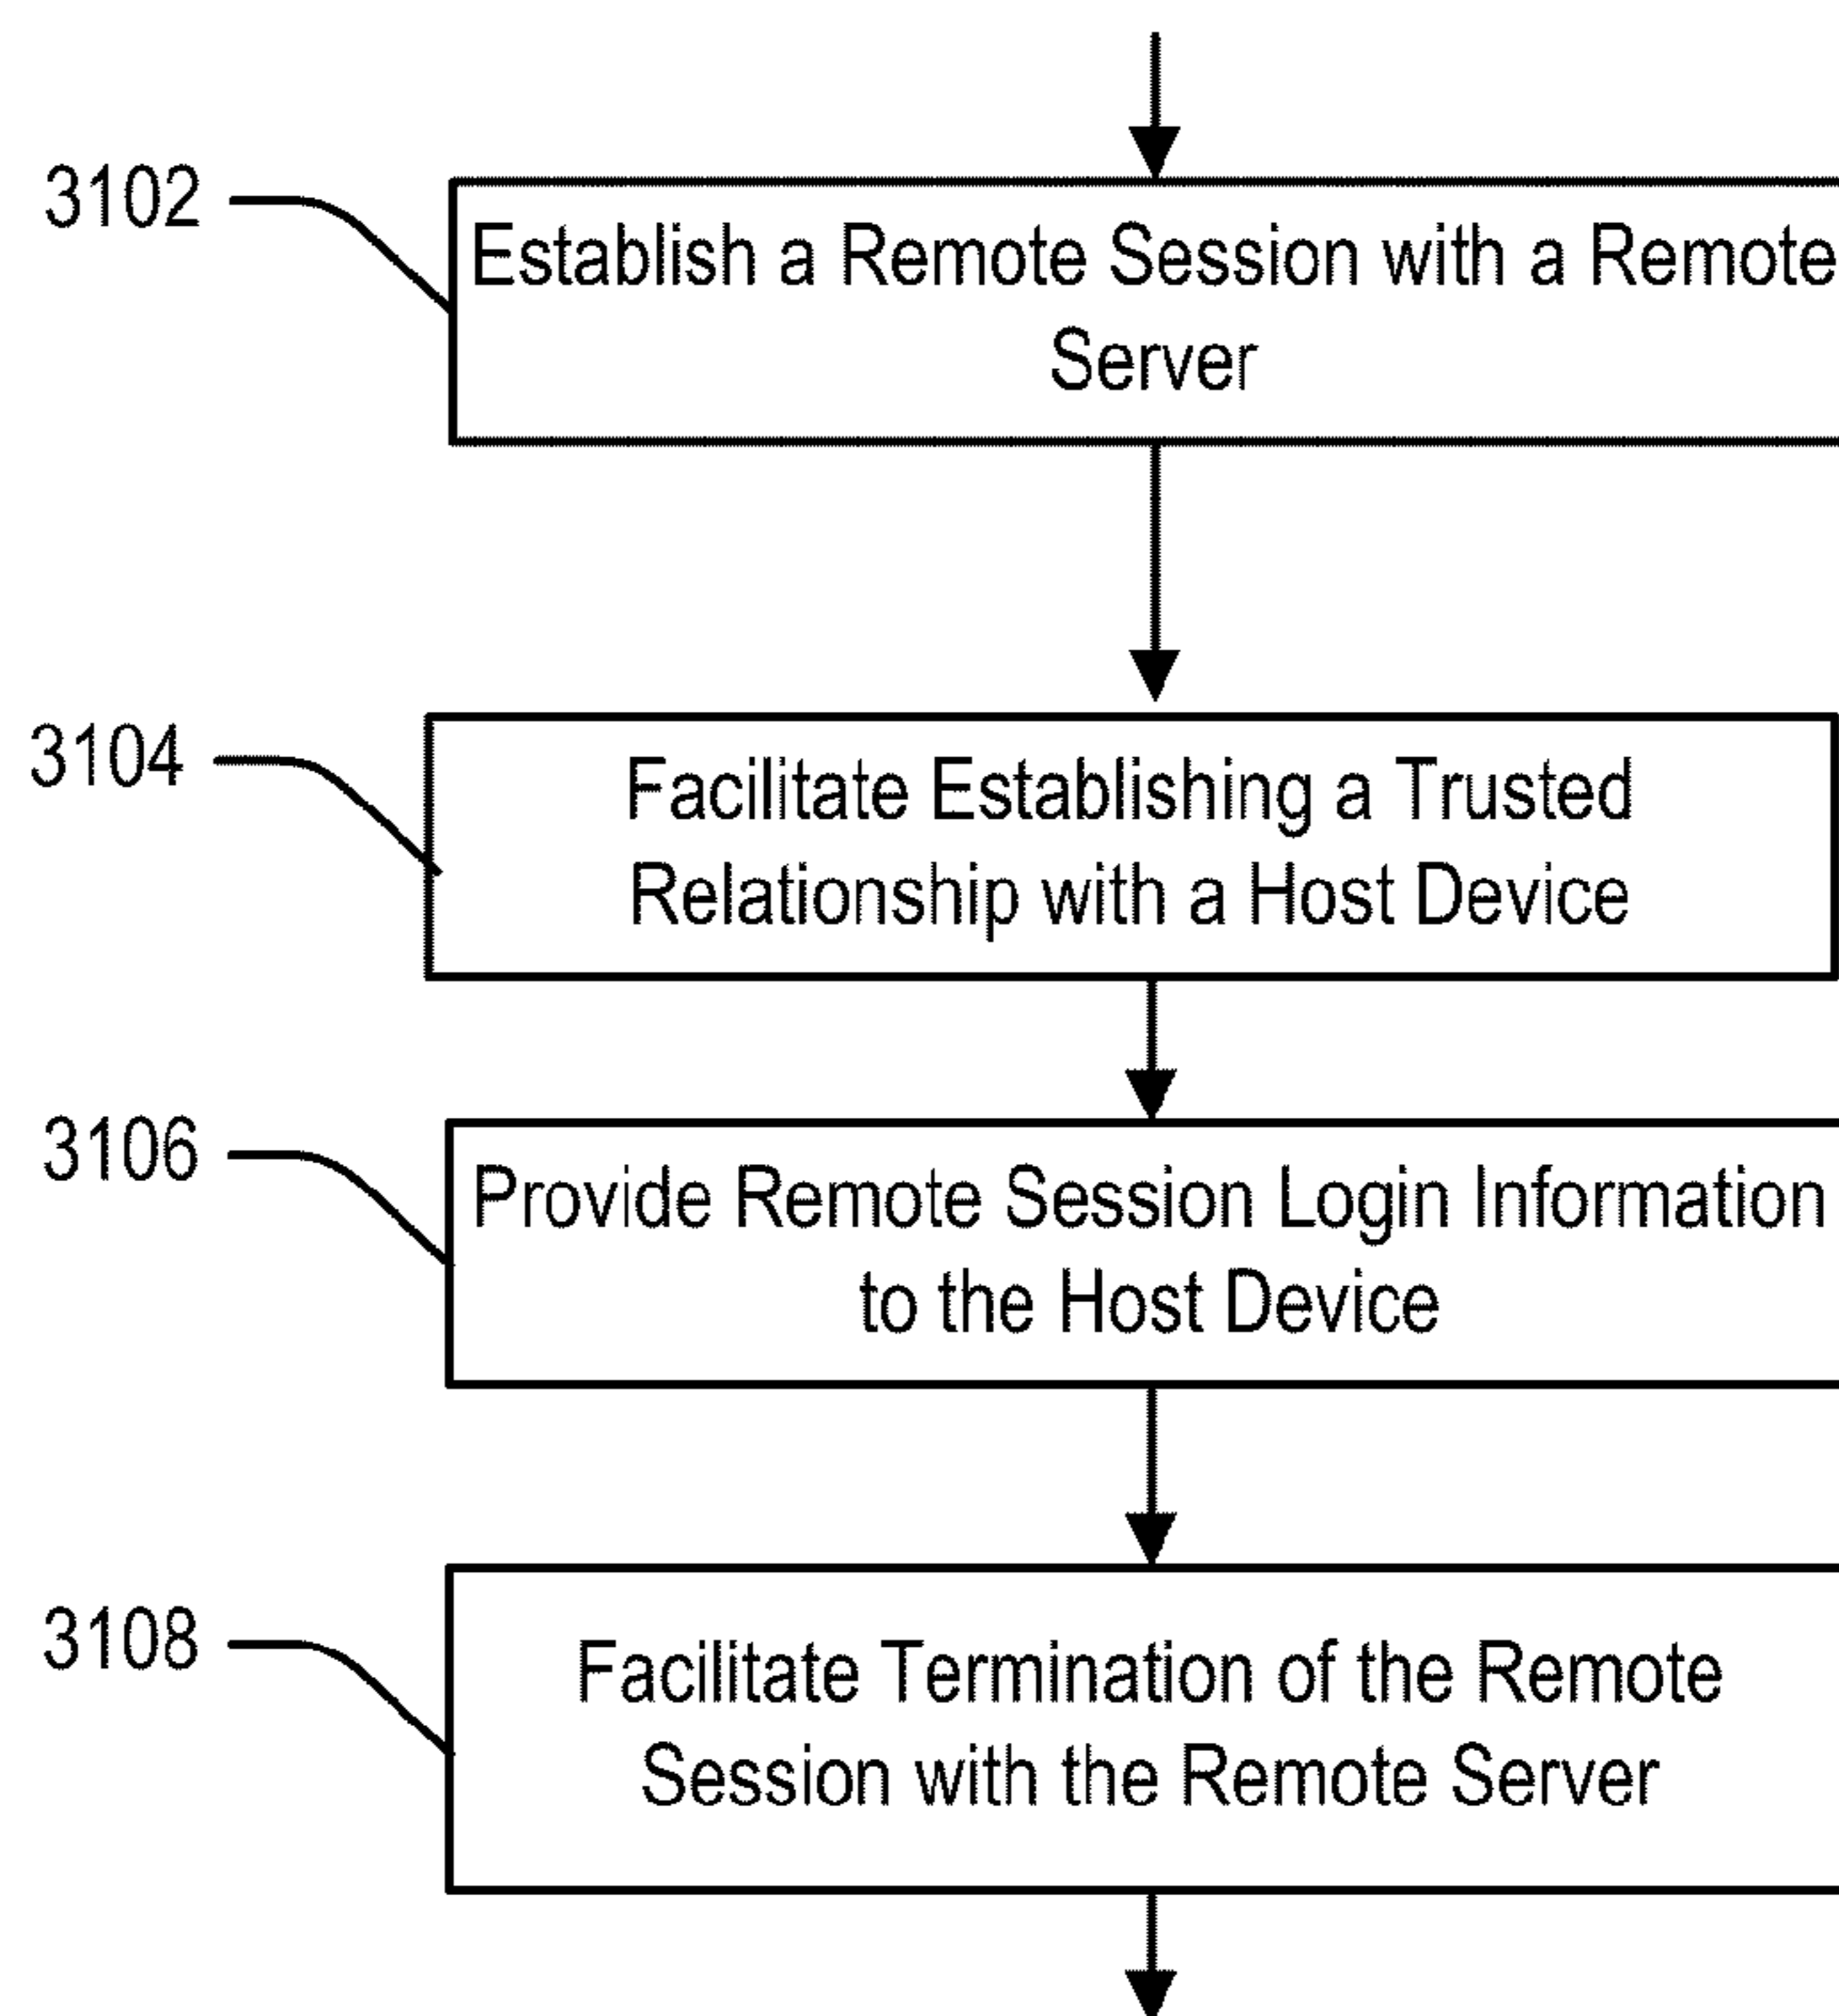 3102
Establish a Remote Session with a Remote
Server
3104
Facilitate Establishing a Trusted
Relationship with a Host Device
3106
Provide Remote Session Login Information
to the Host Device
3108
Facilitate Termination of the Remote
Session with the Remote Server